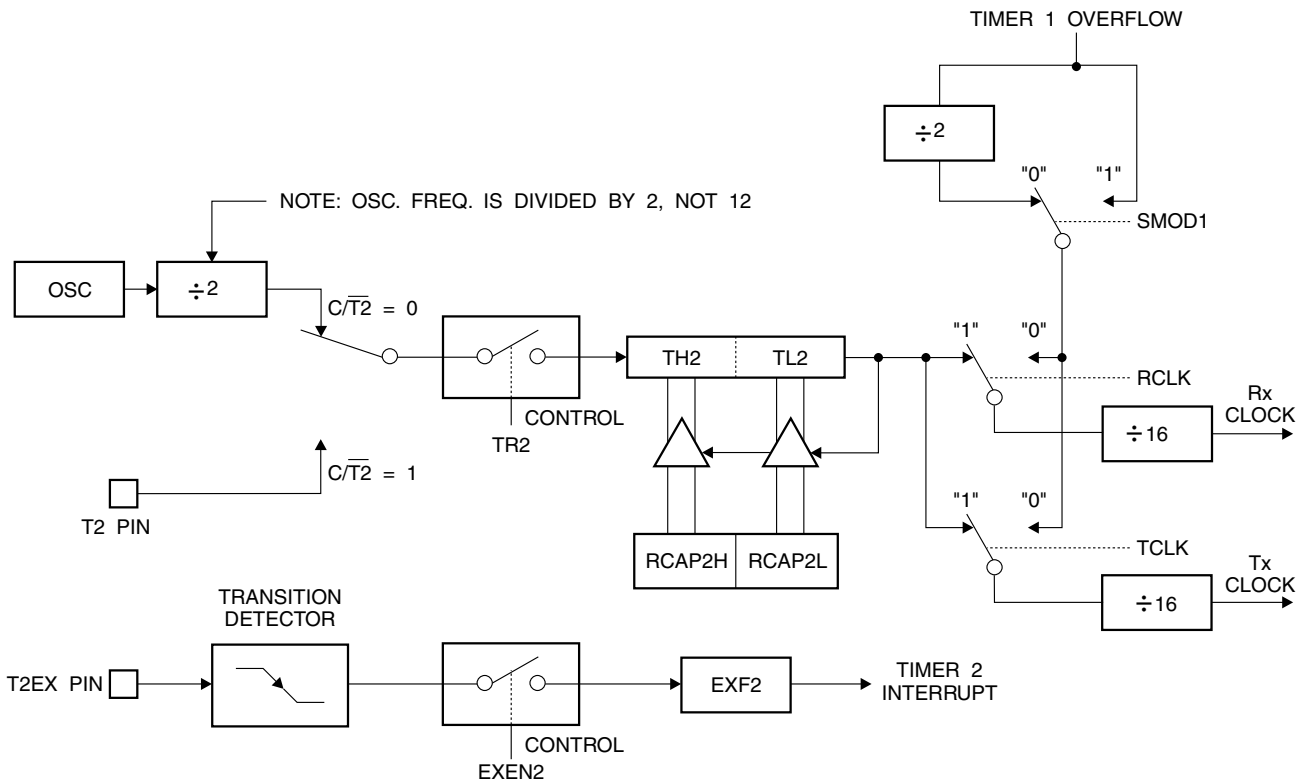 TIMER 1 OVERFLOW
÷2
"0" "1"
NOTE: OSC. FREQ. IS DIVIDED BY 2, NOT 12
SMOD1
OSC
÷2
C/T2̅ = 0
"1" "0"
TH2 TL2
RCLK
Rx
CLOCK
CONTROL
TR2
÷16
C/T2̅ = 1
"1" "0"
T2 PIN
TCLK
RCAP2H RCAP2L
Tx
CLOCK
÷16
TRANSITION
DETECTOR
T2EX PIN
EXF2
TIMER 2
INTERRUPT
CONTROL
EXEN2